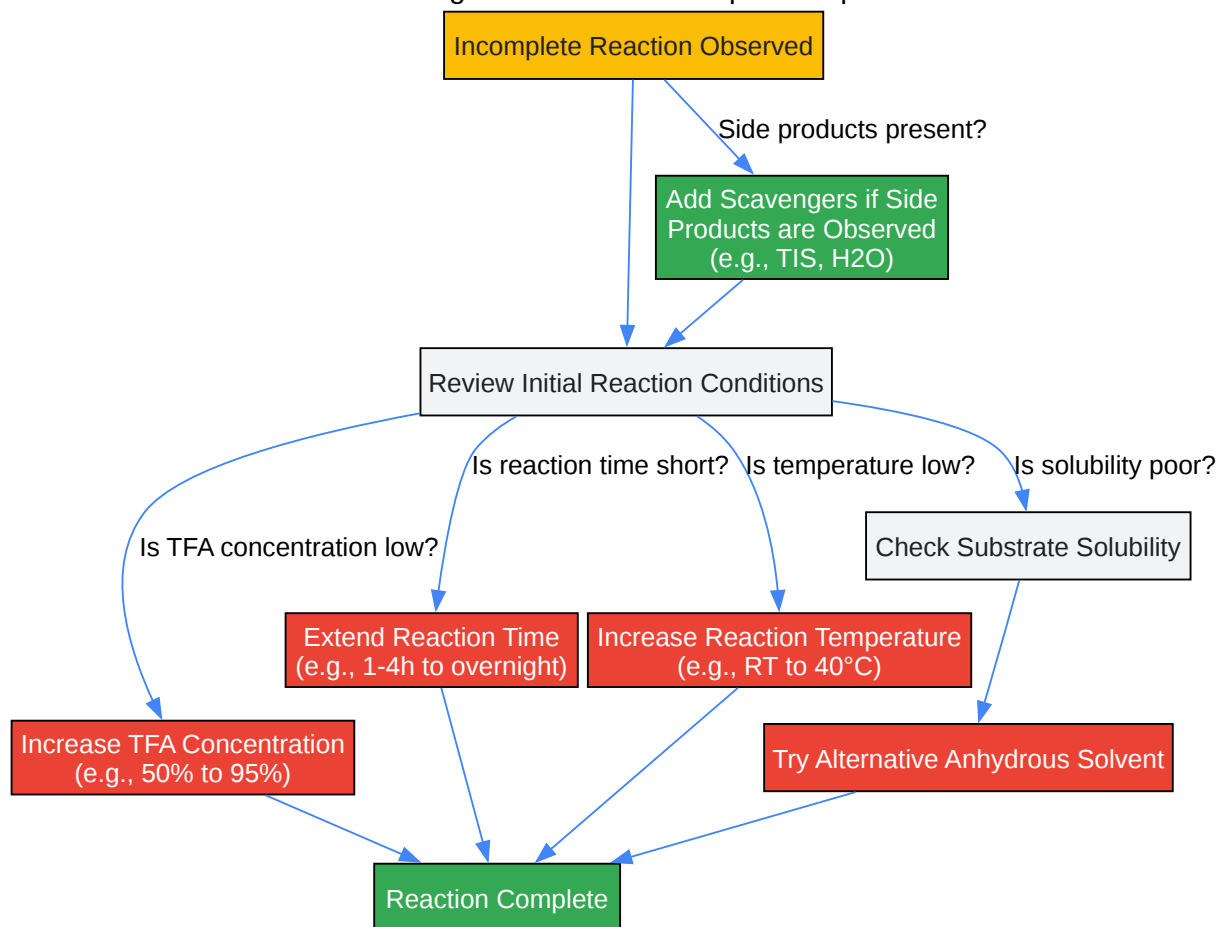 Incomplete Reaction Observed
Side products present?
Add Scavengers if Side
Products are Observed
(e.g., TIS, H2O)
Review Initial Reaction Conditions
Is reaction time short?
Is temperature low?
Is solubility poor?
Is TFA concentration low?
Check Substrate Solubility
Extend Reaction Time
(e.g., 1-4h to overnight)
Increase Reaction Temperature
(e.g., RT to 40°C)
Increase TFA Concentration
(e.g., 50% to 95%)
Try Alternative Anhydrous Solvent
Reaction Complete